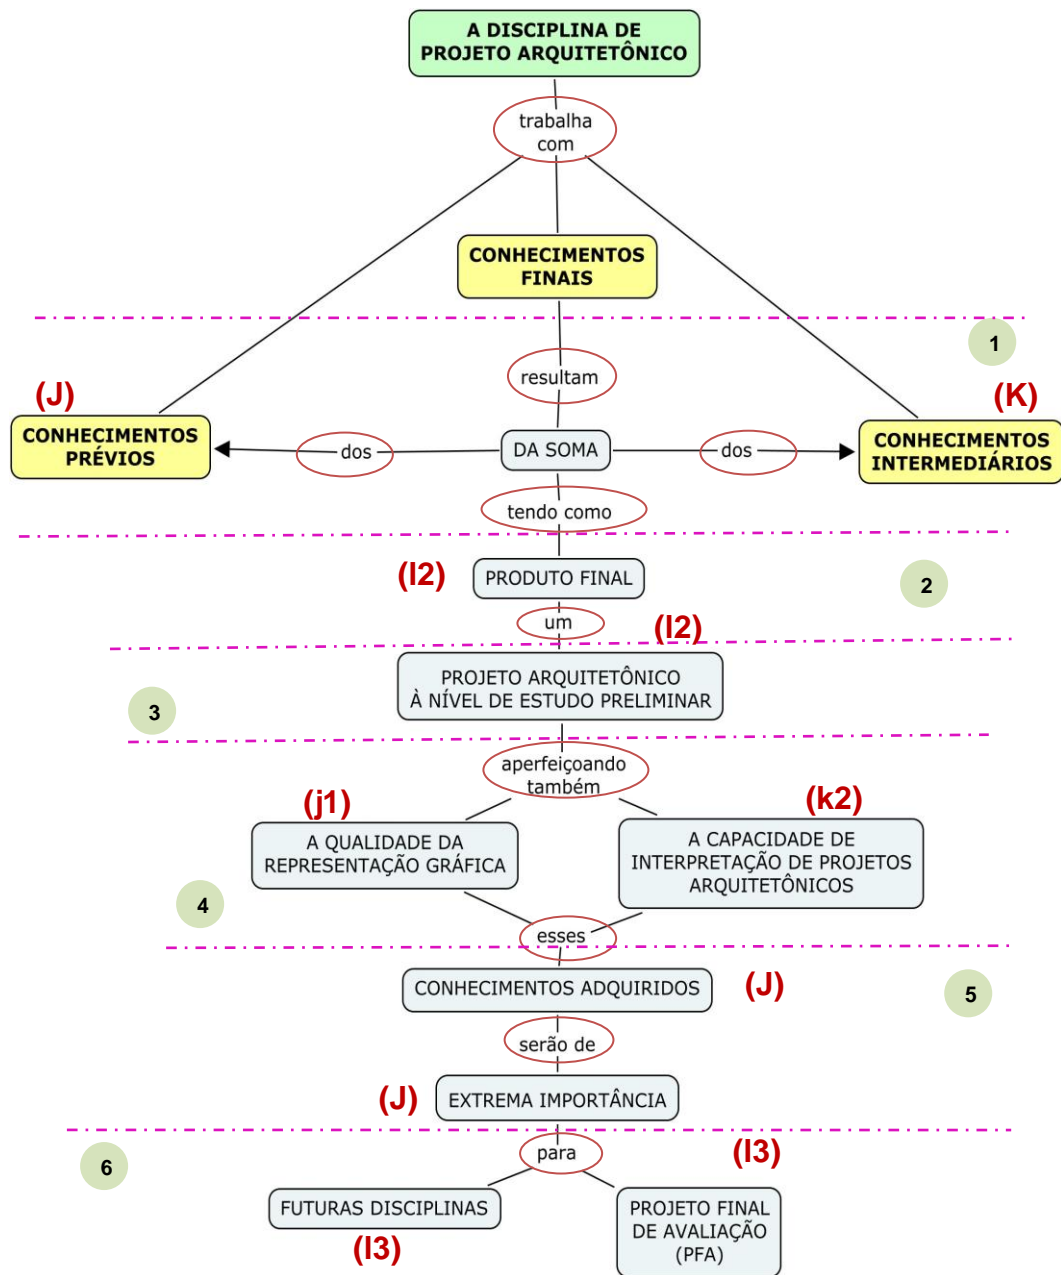 A DISCIPLINA DE
PROJETO ARQUITETÔNICO
trabalha
com
CONHECIMENTOS
FINAIS
1
resultam
(J)
(K)
CONHECIMENTOS
PRÉVIOS
dos
DA SOMA
dos
CONHECIMENTOS
INTERMEDIÁRIOS
tendo como
(I2)
PRODUTO FINAL
2
um
(I2)
PROJETO ARQUITETÔNICO
À NÍVEL DE ESTUDO PRELIMINAR
3
aperfeiçoando
também
(j1)
(k2)
A QUALIDADE DA
REPRESENTAÇÃO GRÁFICA
A CAPACIDADE DE
INTERPRETAÇÃO DE PROJETOS
ARQUITETÔNICOS
4
esses
CONHECIMENTOS ADQUIRIDOS
(J)
5
serão de
(J)
EXTREMA IMPORTÂNCIA
6
para
(I3)
FUTURAS DISCIPLINAS
(I3)
PROJETO FINAL
DE AVALIAÇÃO
(PFA)